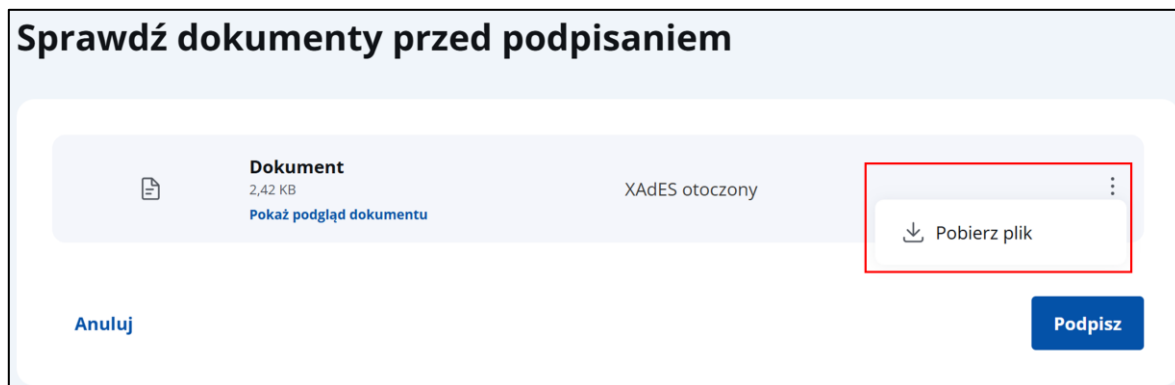 Sprawdź dokumenty przed podpisaniem
Dokument
2,42 KB
Pokaż podgląd dokumentu
XAdES otoczony
Pobierz plik
Anuluj
Podpisz